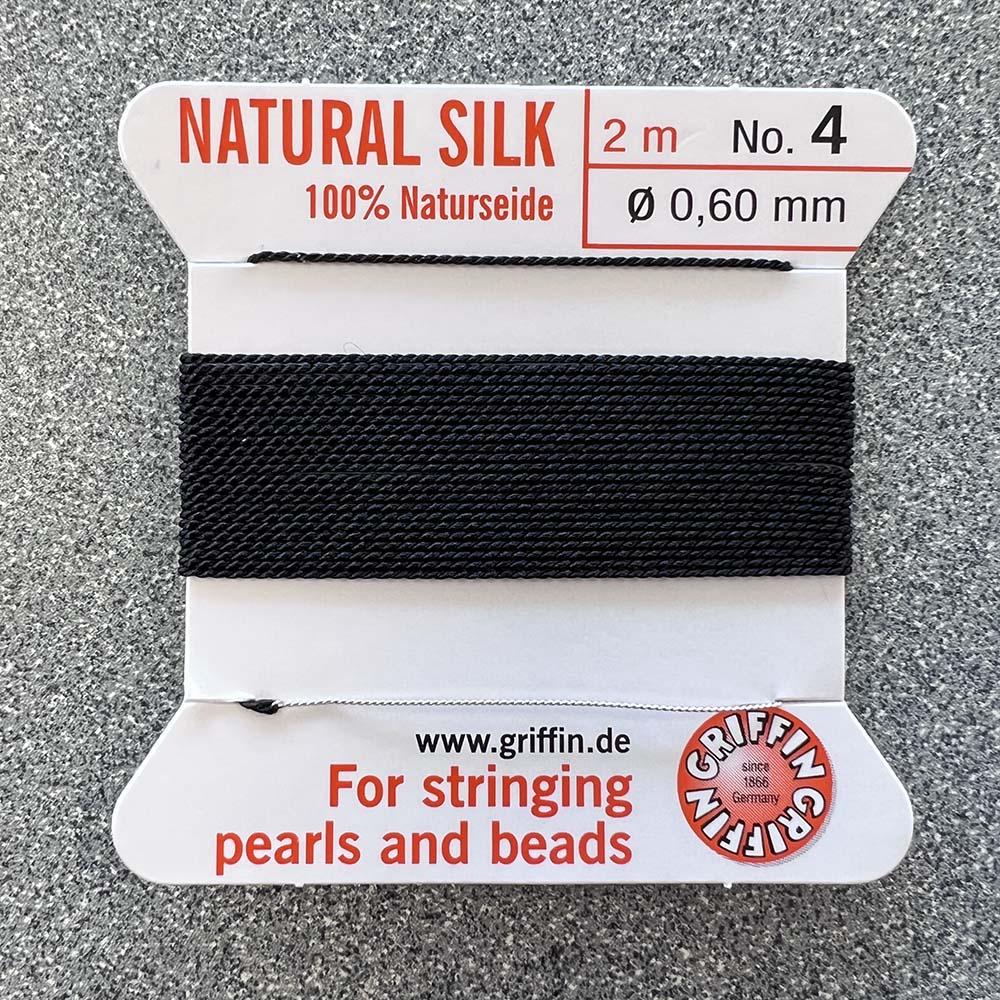 NATURAL SILK
100% Naturseide
2 m No. 4
Ø 0,60 mm
www.griffin.de
For stringing
pearls and beads
GRIFFIN GRIFFIN
since
1866
Germany